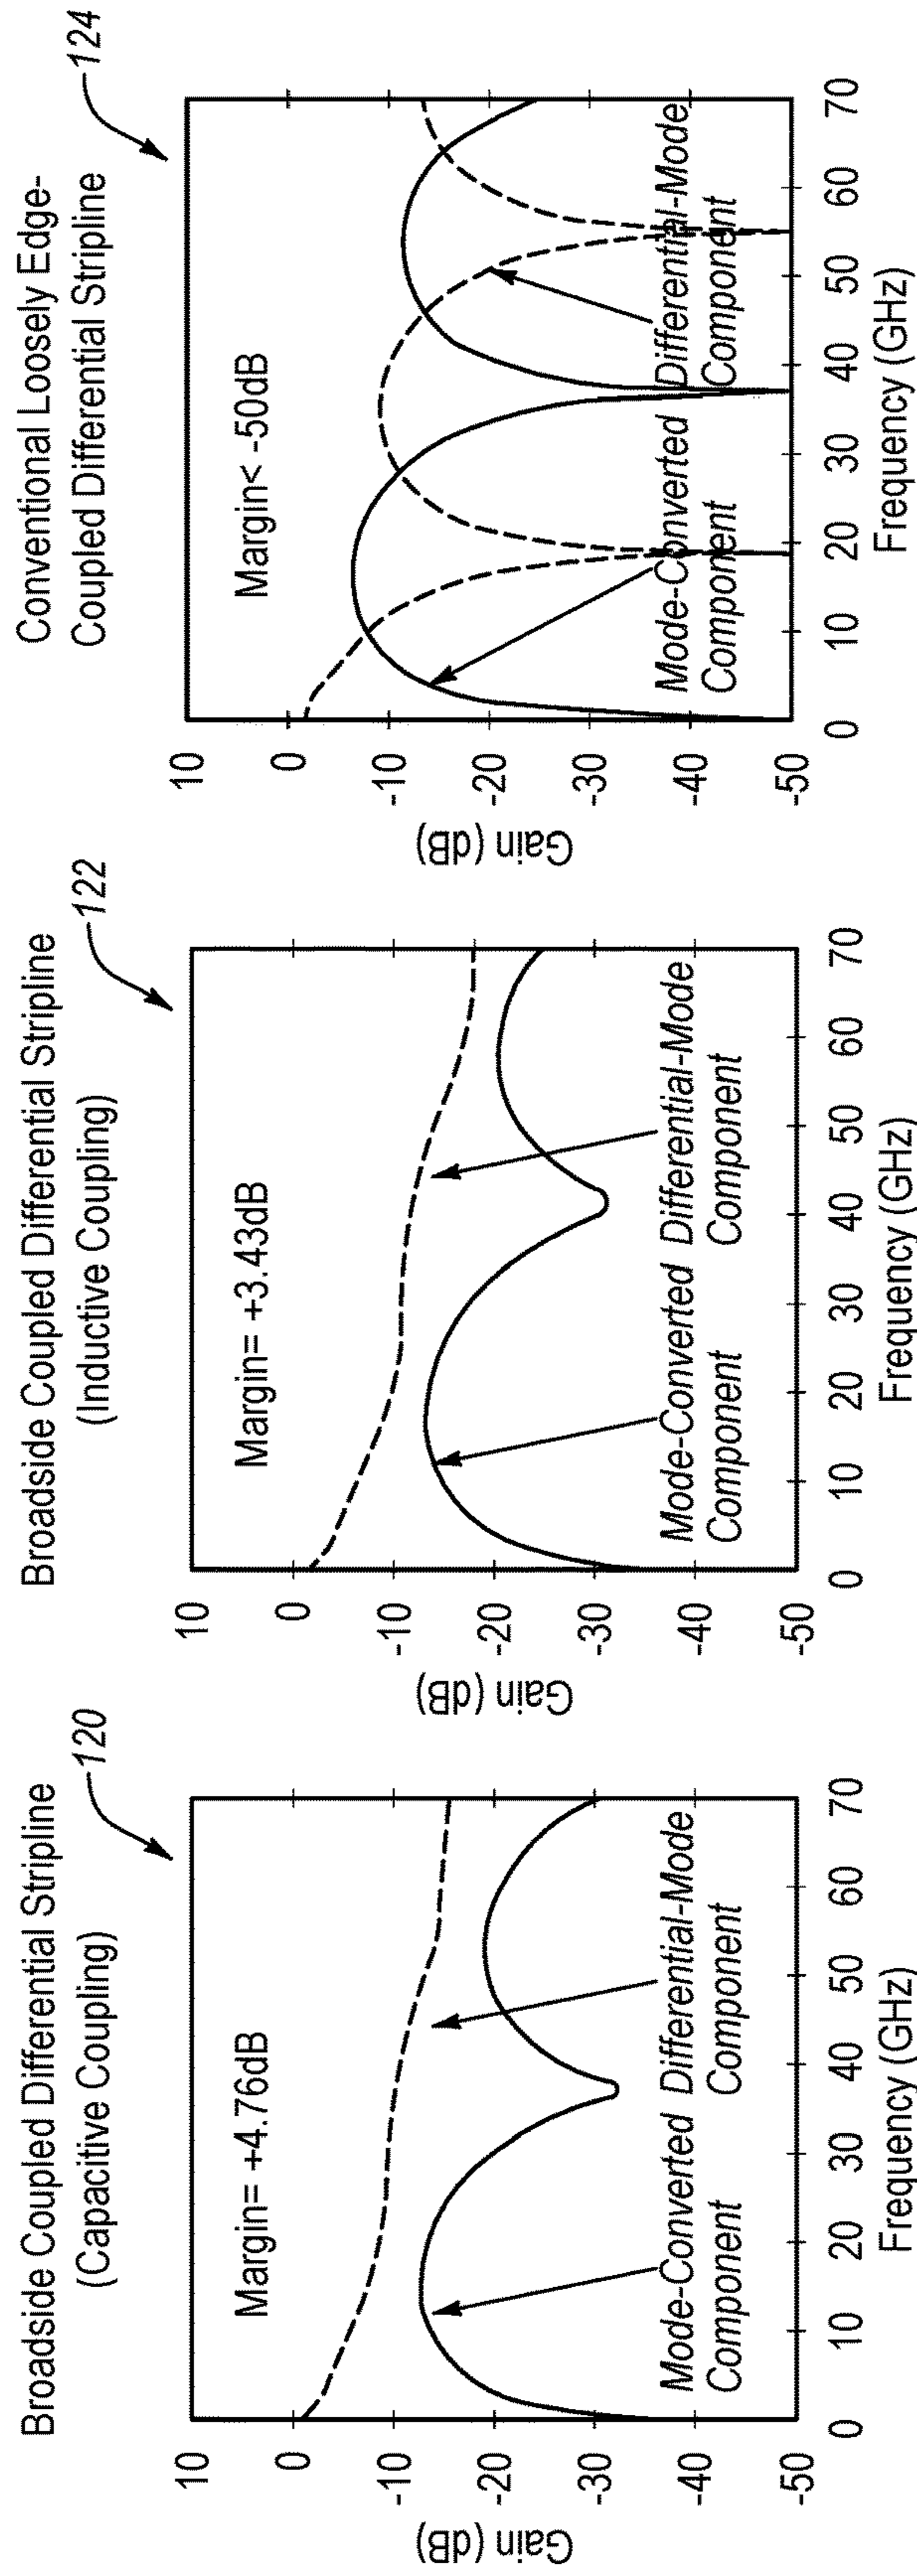 Broadside Coupled Differential Stripline
(Capacitive Coupling)
120
Margin= +4.76dB
10
0
-10
-20
-30
-40
-50
Gain (dB)
Mode-Converted
Component
Differential-Mode
Component
0
10
20
30
40
50
60
70
Frequency (GHz)
Broadside Coupled Differential Stripline
(Inductive Coupling)
122
Margin= +3.43dB
10
0
-10
-20
-30
-40
-50
Gain (dB)
Mode-Converted
Component
Differential-Mode
Component
0
10
20
30
40
50
60
70
Frequency (GHz)
Conventional Loosely Edge-
Coupled Differential Stripline
124
Margin< -50dB
10
0
-10
-20
-30
-40
-50
Gain (dB)
Mode-Converted
Component
Differential-Mode
Component
0
10
20
30
40
50
60
70
Frequency (GHz)